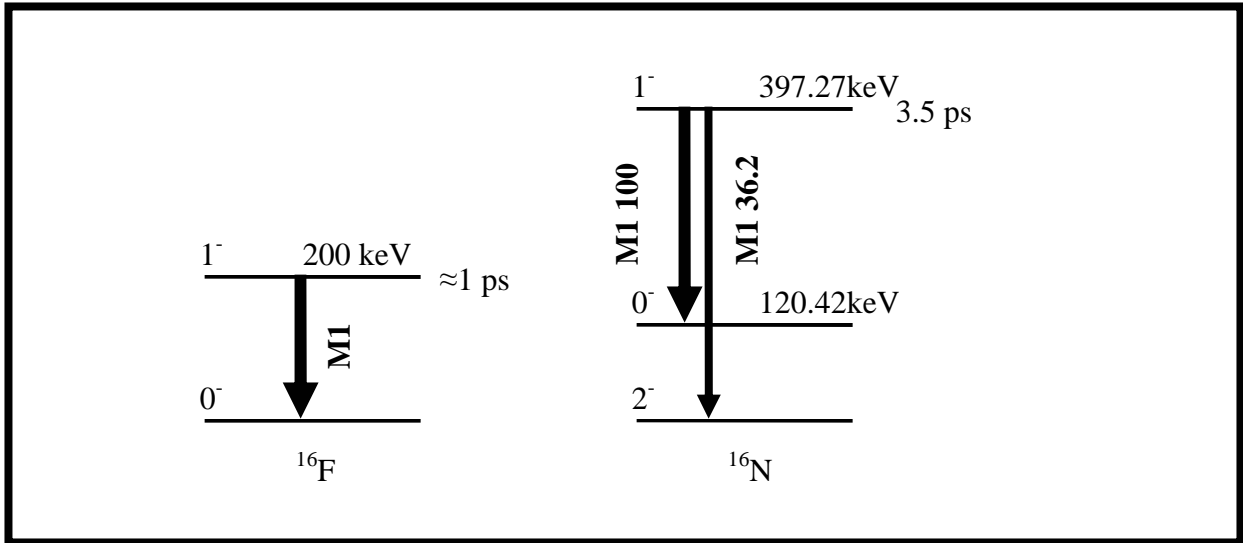 1⁻ 397.27keV
3.5 ps
M1 100
M1 36.2
1⁻ 200 keV
≈1 ps
0⁻ 120.42keV
M1
0⁻
2⁻
¹⁶F
¹⁶N